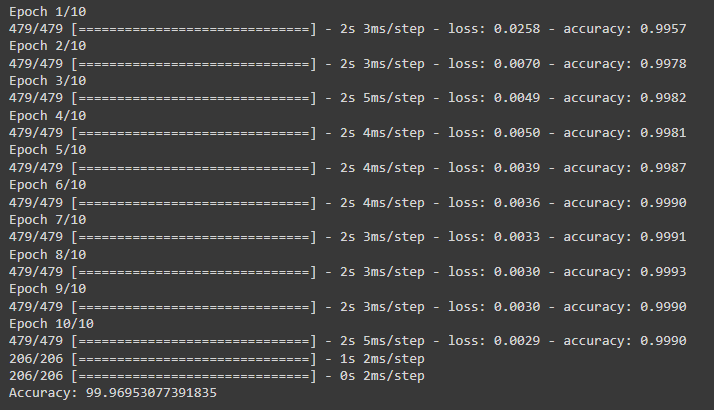 Epoch 1/10
479/479 [==============================] - 2s 3ms/step - loss: 0.0258 - accuracy: 0.9957
Epoch 2/10
479/479 [==============================] - 2s 3ms/step - loss: 0.0070 - accuracy: 0.9978
Epoch 3/10
479/479 [==============================] - 2s 5ms/step - loss: 0.0049 - accuracy: 0.9982
Epoch 4/10
479/479 [==============================] - 2s 4ms/step - loss: 0.0050 - accuracy: 0.9981
Epoch 5/10
479/479 [==============================] - 2s 4ms/step - loss: 0.0039 - accuracy: 0.9987
Epoch 6/10
479/479 [==============================] - 2s 4ms/step - loss: 0.0036 - accuracy: 0.9990
Epoch 7/10
479/479 [==============================] - 2s 3ms/step - loss: 0.0033 - accuracy: 0.9991
Epoch 8/10
479/479 [==============================] - 2s 3ms/step - loss: 0.0030 - accuracy: 0.9993
Epoch 9/10
479/479 [==============================] - 2s 3ms/step - loss: 0.0030 - accuracy: 0.9990
Epoch 10/10
479/479 [==============================] - 2s 5ms/step - loss: 0.0029 - accuracy: 0.9990
206/206 [==============================] - 1s 2ms/step
206/206 [==============================] - 0s 2ms/step
Accuracy: 99.96953077391835